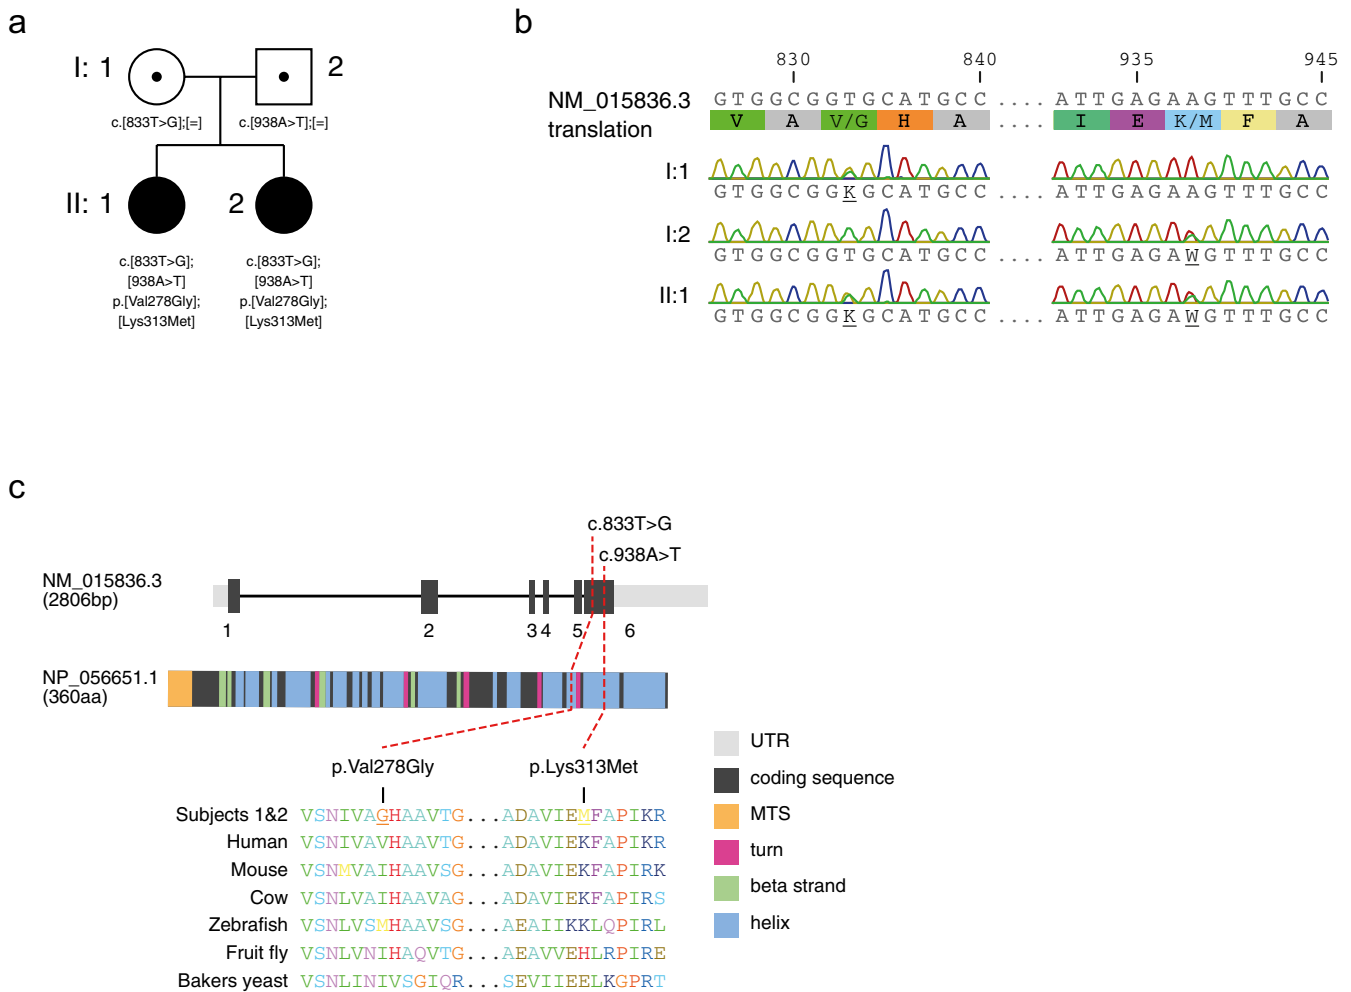 a
I: 1
2
c.[833T>G];[=]
c.[938A>T];[=]
II: 1
2
c.[833T>G];
[938A>T]
p.[Val278Gly];
[Lys313Met]
c.[833T>G];
[938A>T]
p.[Val278Gly];
[Lys313Met]
b
830 840 935 945
NM_015836.3 GTGGCGGTGCATGCC .... ATTGAGAAGTTTGCC
translation V A V/G H A I E K/M F A
I:1
GTGGCGGKGCATGCC .... ATTGAGAAGTTTGCC
I:2
GTGGCGGTGCATGCC .... ATTGAGAWGTTTGCC
II:1
GTGGCGGKGCATGCC .... ATTGAGAWGTTTGCC
c
c.833T>G
c.938A>T
NM_015836.3
(2806bp)
1 2 3 4 5 6
NP_056651.1
(360aa)
p.Val278Gly p.Lys313Met
Subjects 1&2 VSNIVAGHAAVTG...ADAVIEMFAPIKR
Human VSNIVAVHAAVTG...ADAVIEKFAPIKR
Mouse VSNMVAIHAAVSG...ADAVIEKFAPIRK
Cow VSNLVAIHAAVAG...ADAVIEKFAPIRS
Zebrafish VSNLVSMHAAVSG...AEAIIKKLQPIRL
Fruit fly VSNLVNIHAQVTG...AEAVVEHLRPIRE
Bakers yeast VSNLINIVSGIQR...SEVIIEELKGPRT
UTR
coding sequence
MTS
turn
beta strand
helix